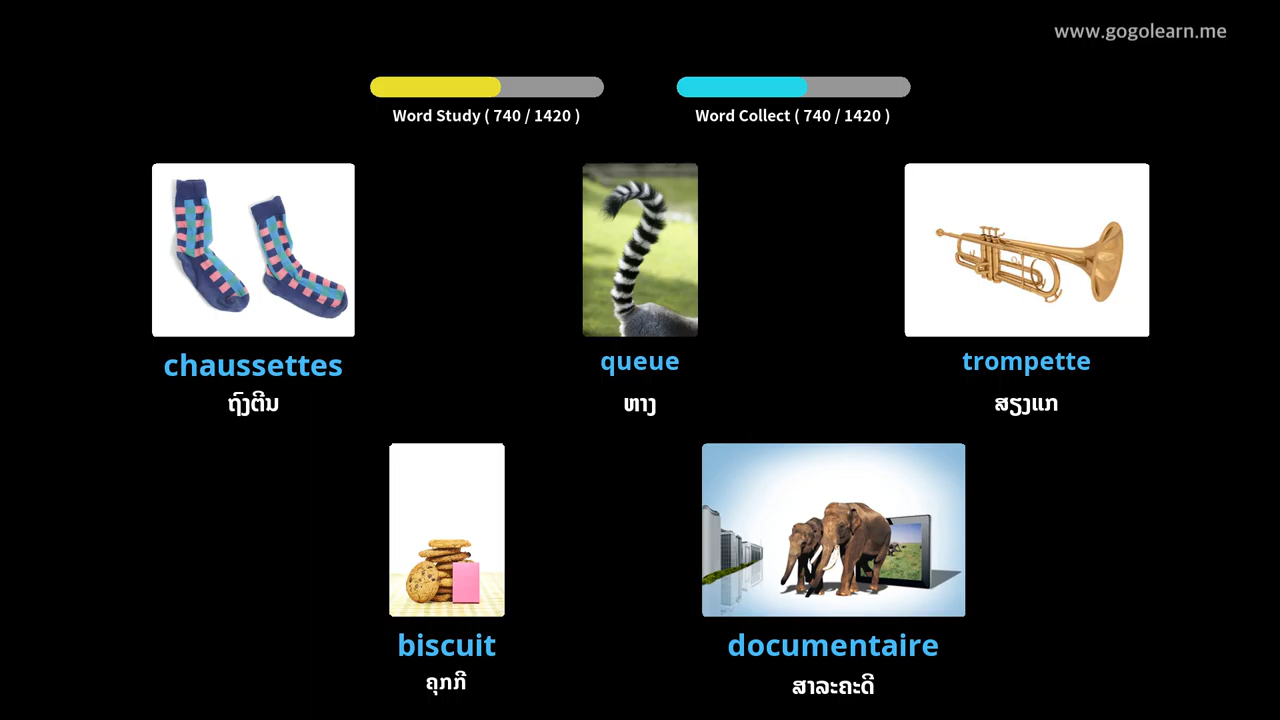 www.gogolearn.me
Word Study ( 740 / 1420 )
Word Collect ( 740 / 1420 )
chaussettes
queue
trompette
ຖົງຕີນ
ຫາງ
ສຽງແກ
biscuit
documentaire
ຄຸກກີ
ສາລະຄະດີ